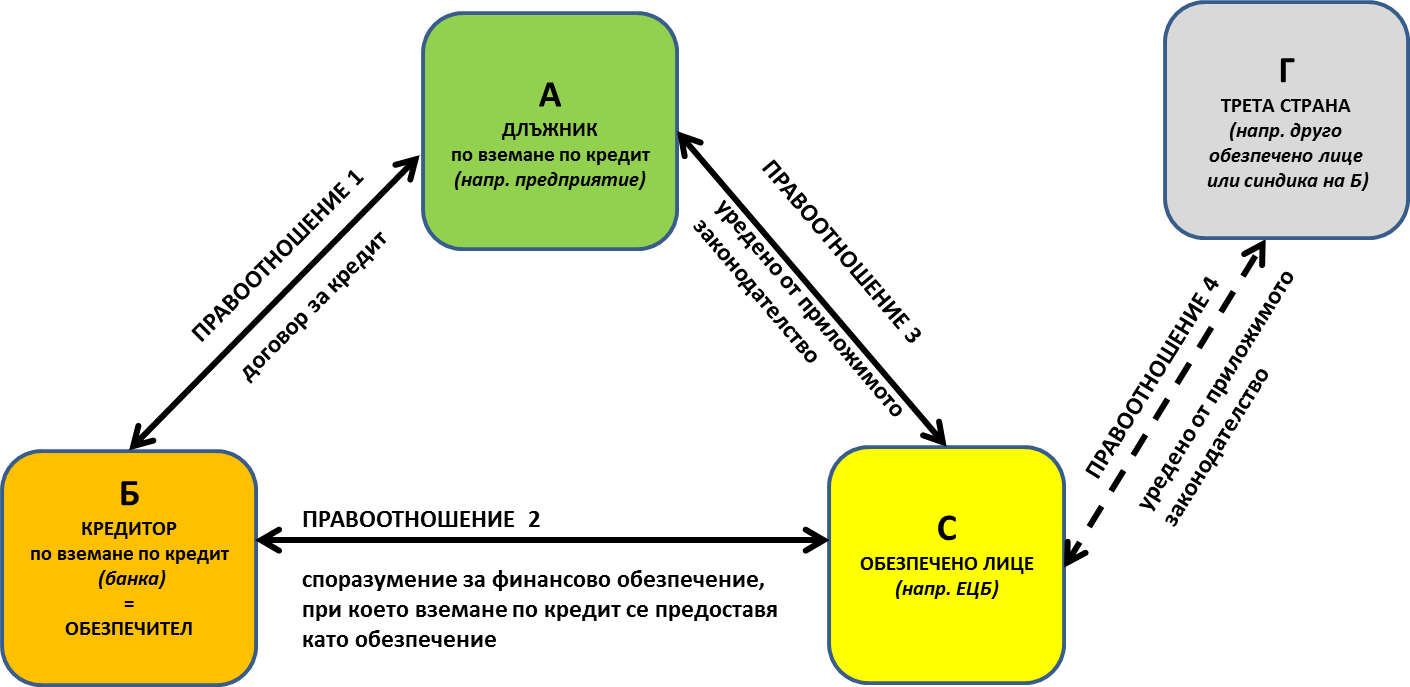 А
ДЛЪЖНИК
по вземане по кредит
(напр. предприятие)
Г
ТРЕТА СТРАНА
(напр. друго
обезпечено лице
или синдика на Б)
ПРАВООТНОШЕНИЕ 1
договор за кредит
ПРАВООТНОШЕНИЕ 3
уредено от приложимото
законодателство
ПРАВООТНОШЕНИЕ 4
уредено от приложимото
законодателство
Б
КРЕДИТОР
по вземане по кредит
(банка)
=
ОБЕЗПЕЧИТЕЛ
ПРАВООТНОШЕНИЕ 2
споразумение за финансово обезпечение,
при което вземане по кредит се предоставя
като обезпечение
С
ОБЕЗПЕЧЕНО ЛИЦЕ
(напр. ЕЦБ)